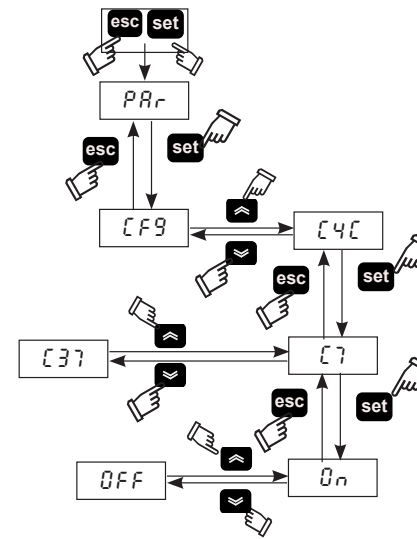 esc set
PAr
esc set
CF9
C4C
esc set
C37
C7
esc set
OFF
On